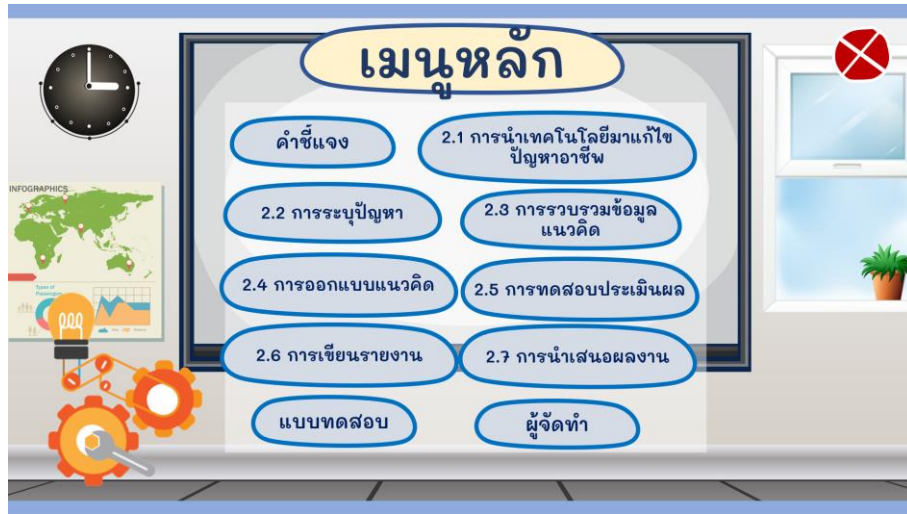 เมนูหลัก
คำชี้แจง
2.1 การนำเทคโนโลยีมาแก้ไข
ปัญหาอาชีพ
2.2 การระบุปัญหา
2.3 การรวบรวมข้อมูล
แนวคิด
2.4 การออกแบบแนวคิด
2.5 การทดสอบประเมินผล
2.6 การเขียนรายงาน
2.7 การนำเสนอผลงาน
แบบทดสอบ
ผู้จัดทำ
INFOGRAPHICS
Types of